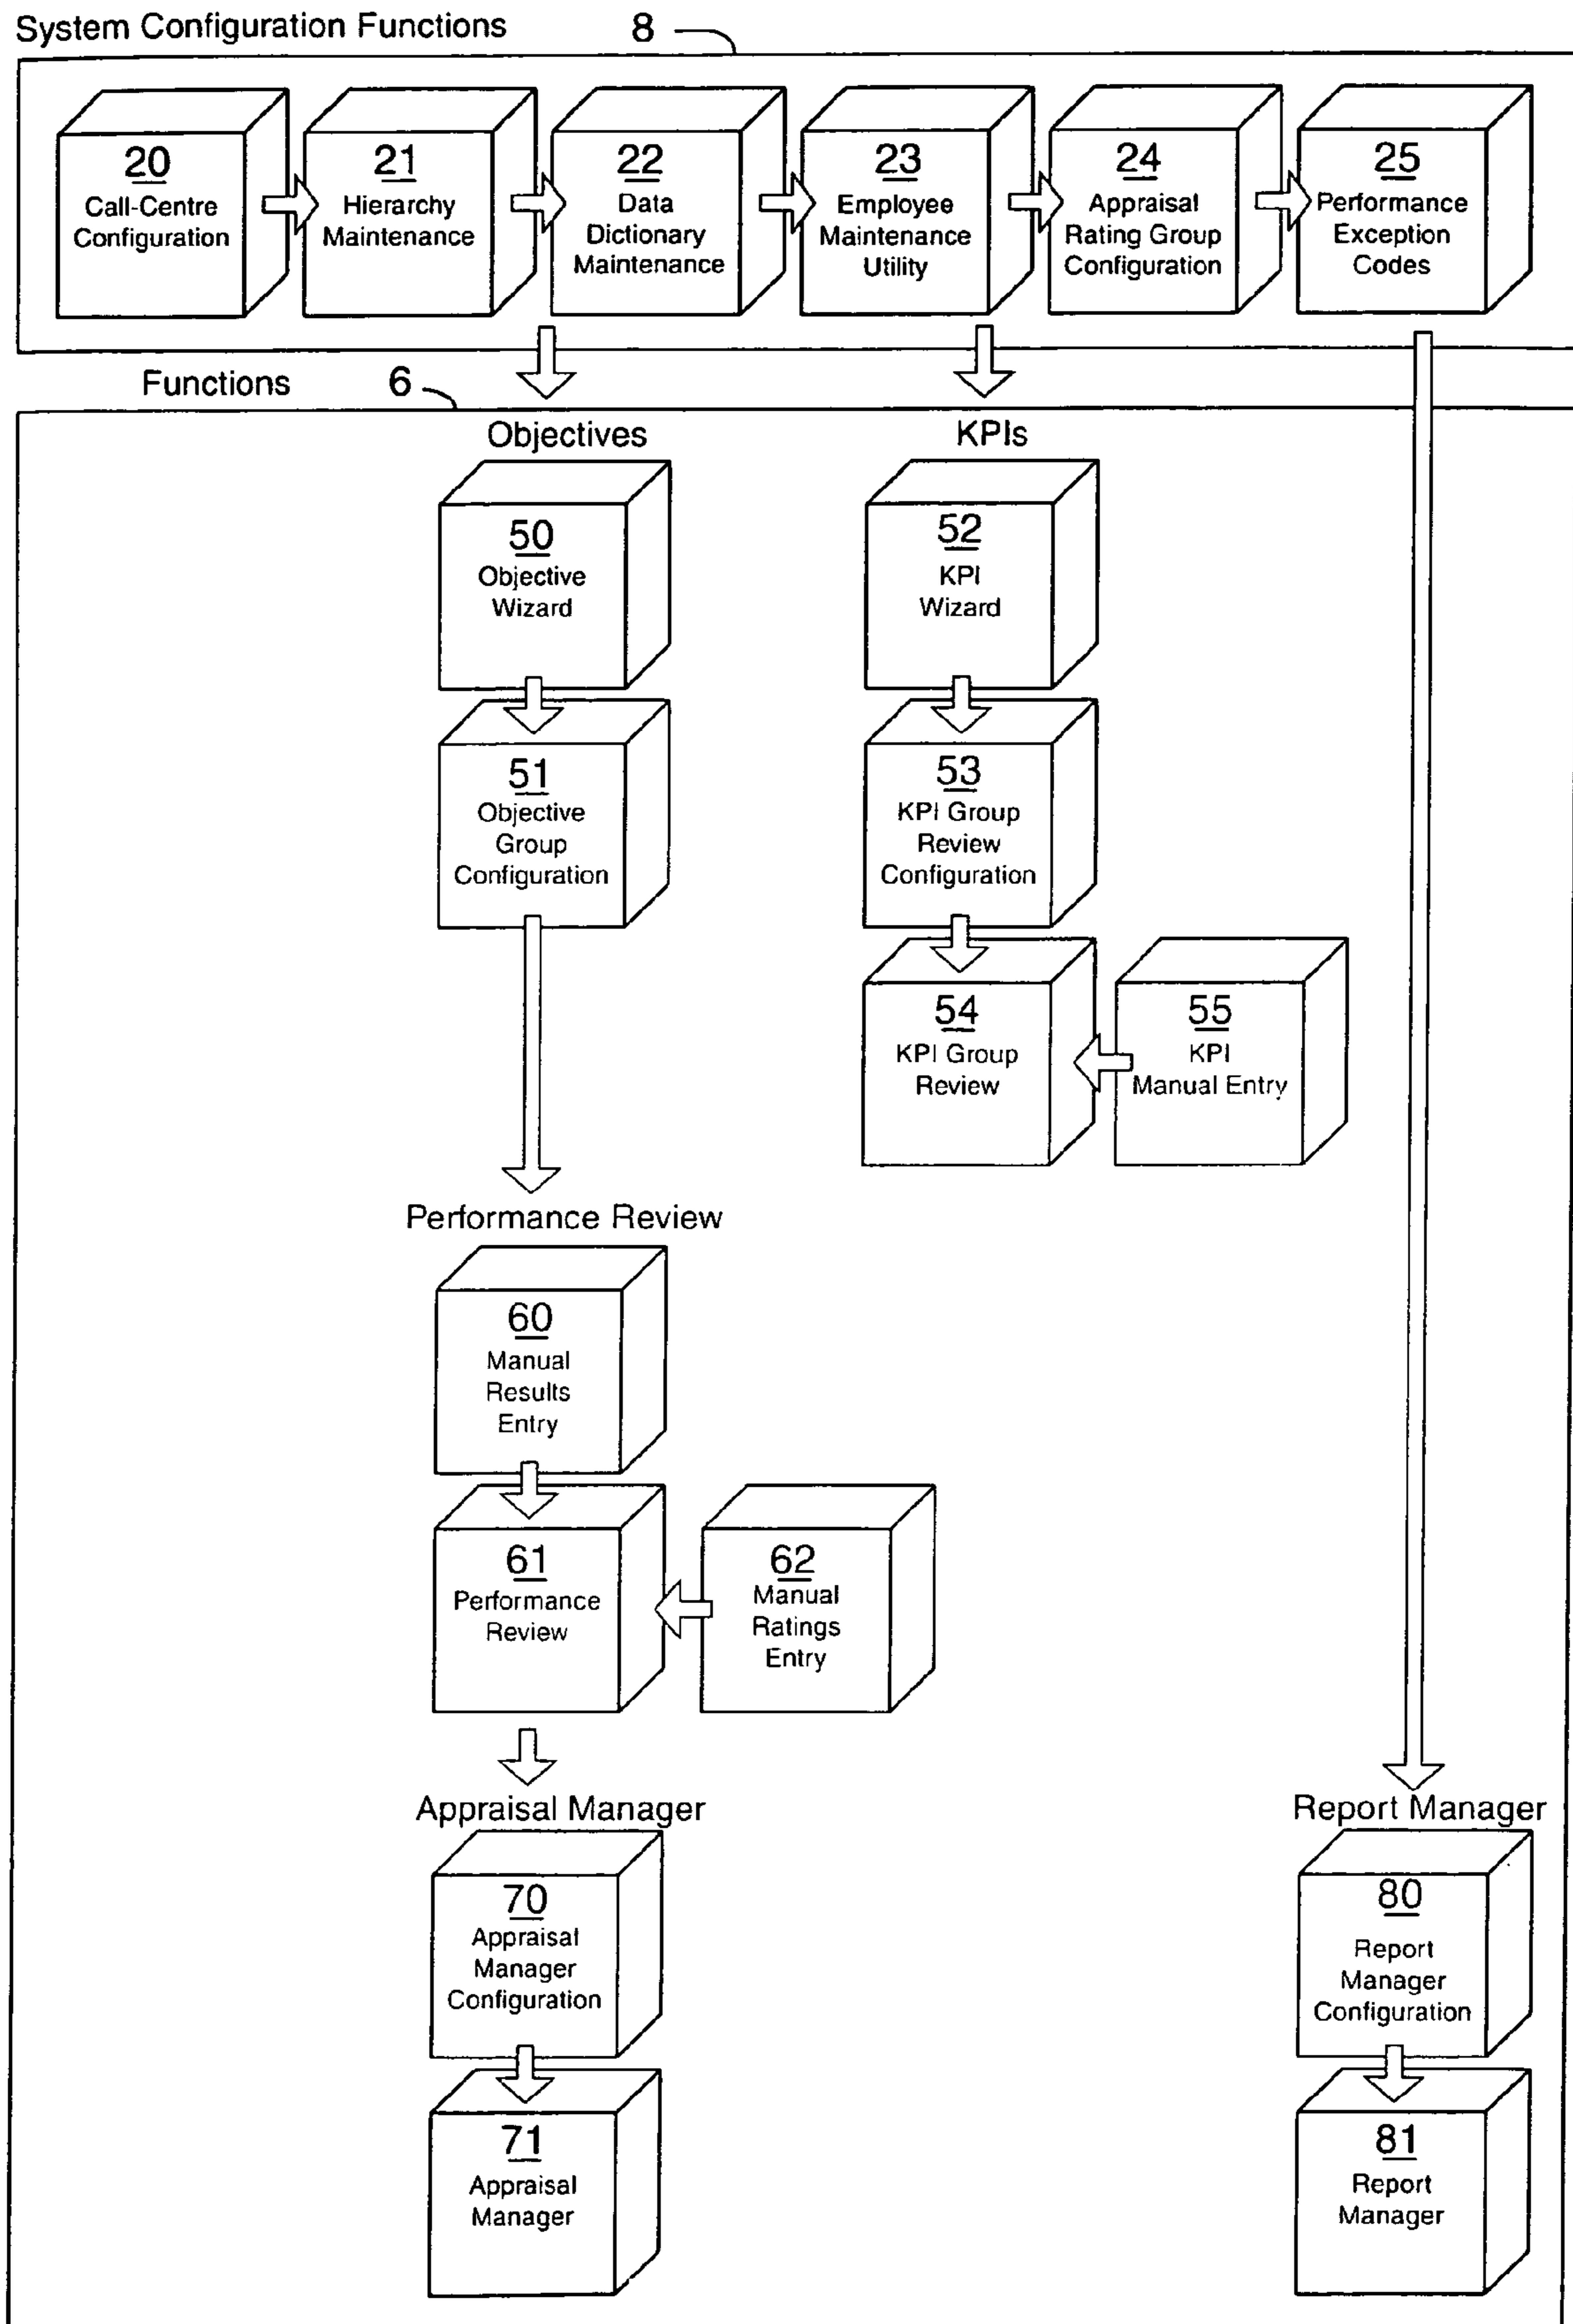 System Configuration Functions
8
20
Call-Centre
Configuration
21
Hierarchy
Maintenance
22
Data
Dictionary
Maintenance
23
Employee
Maintenance
Utility
24
Appraisal
Rating Group
Configuration
25
Performance
Exception
Codes
Functions
6
Objectives
KPIs
50
Objective
Wizard
52
KPI
Wizard
51
Objective
Group
Configuration
53
KPI Group
Review
Configuration
54
KPI Group
Review
55
KPI
Manual Entry
Performance Review
60
Manual
Results
Entry
61
Performance
Review
62
Manual
Ratings
Entry
Appraisal Manager
Report Manager
70
Appraisal
Manager
Configuration
80
Report
Manager
Configuration
71
Appraisal
Manager
81
Report
Manager